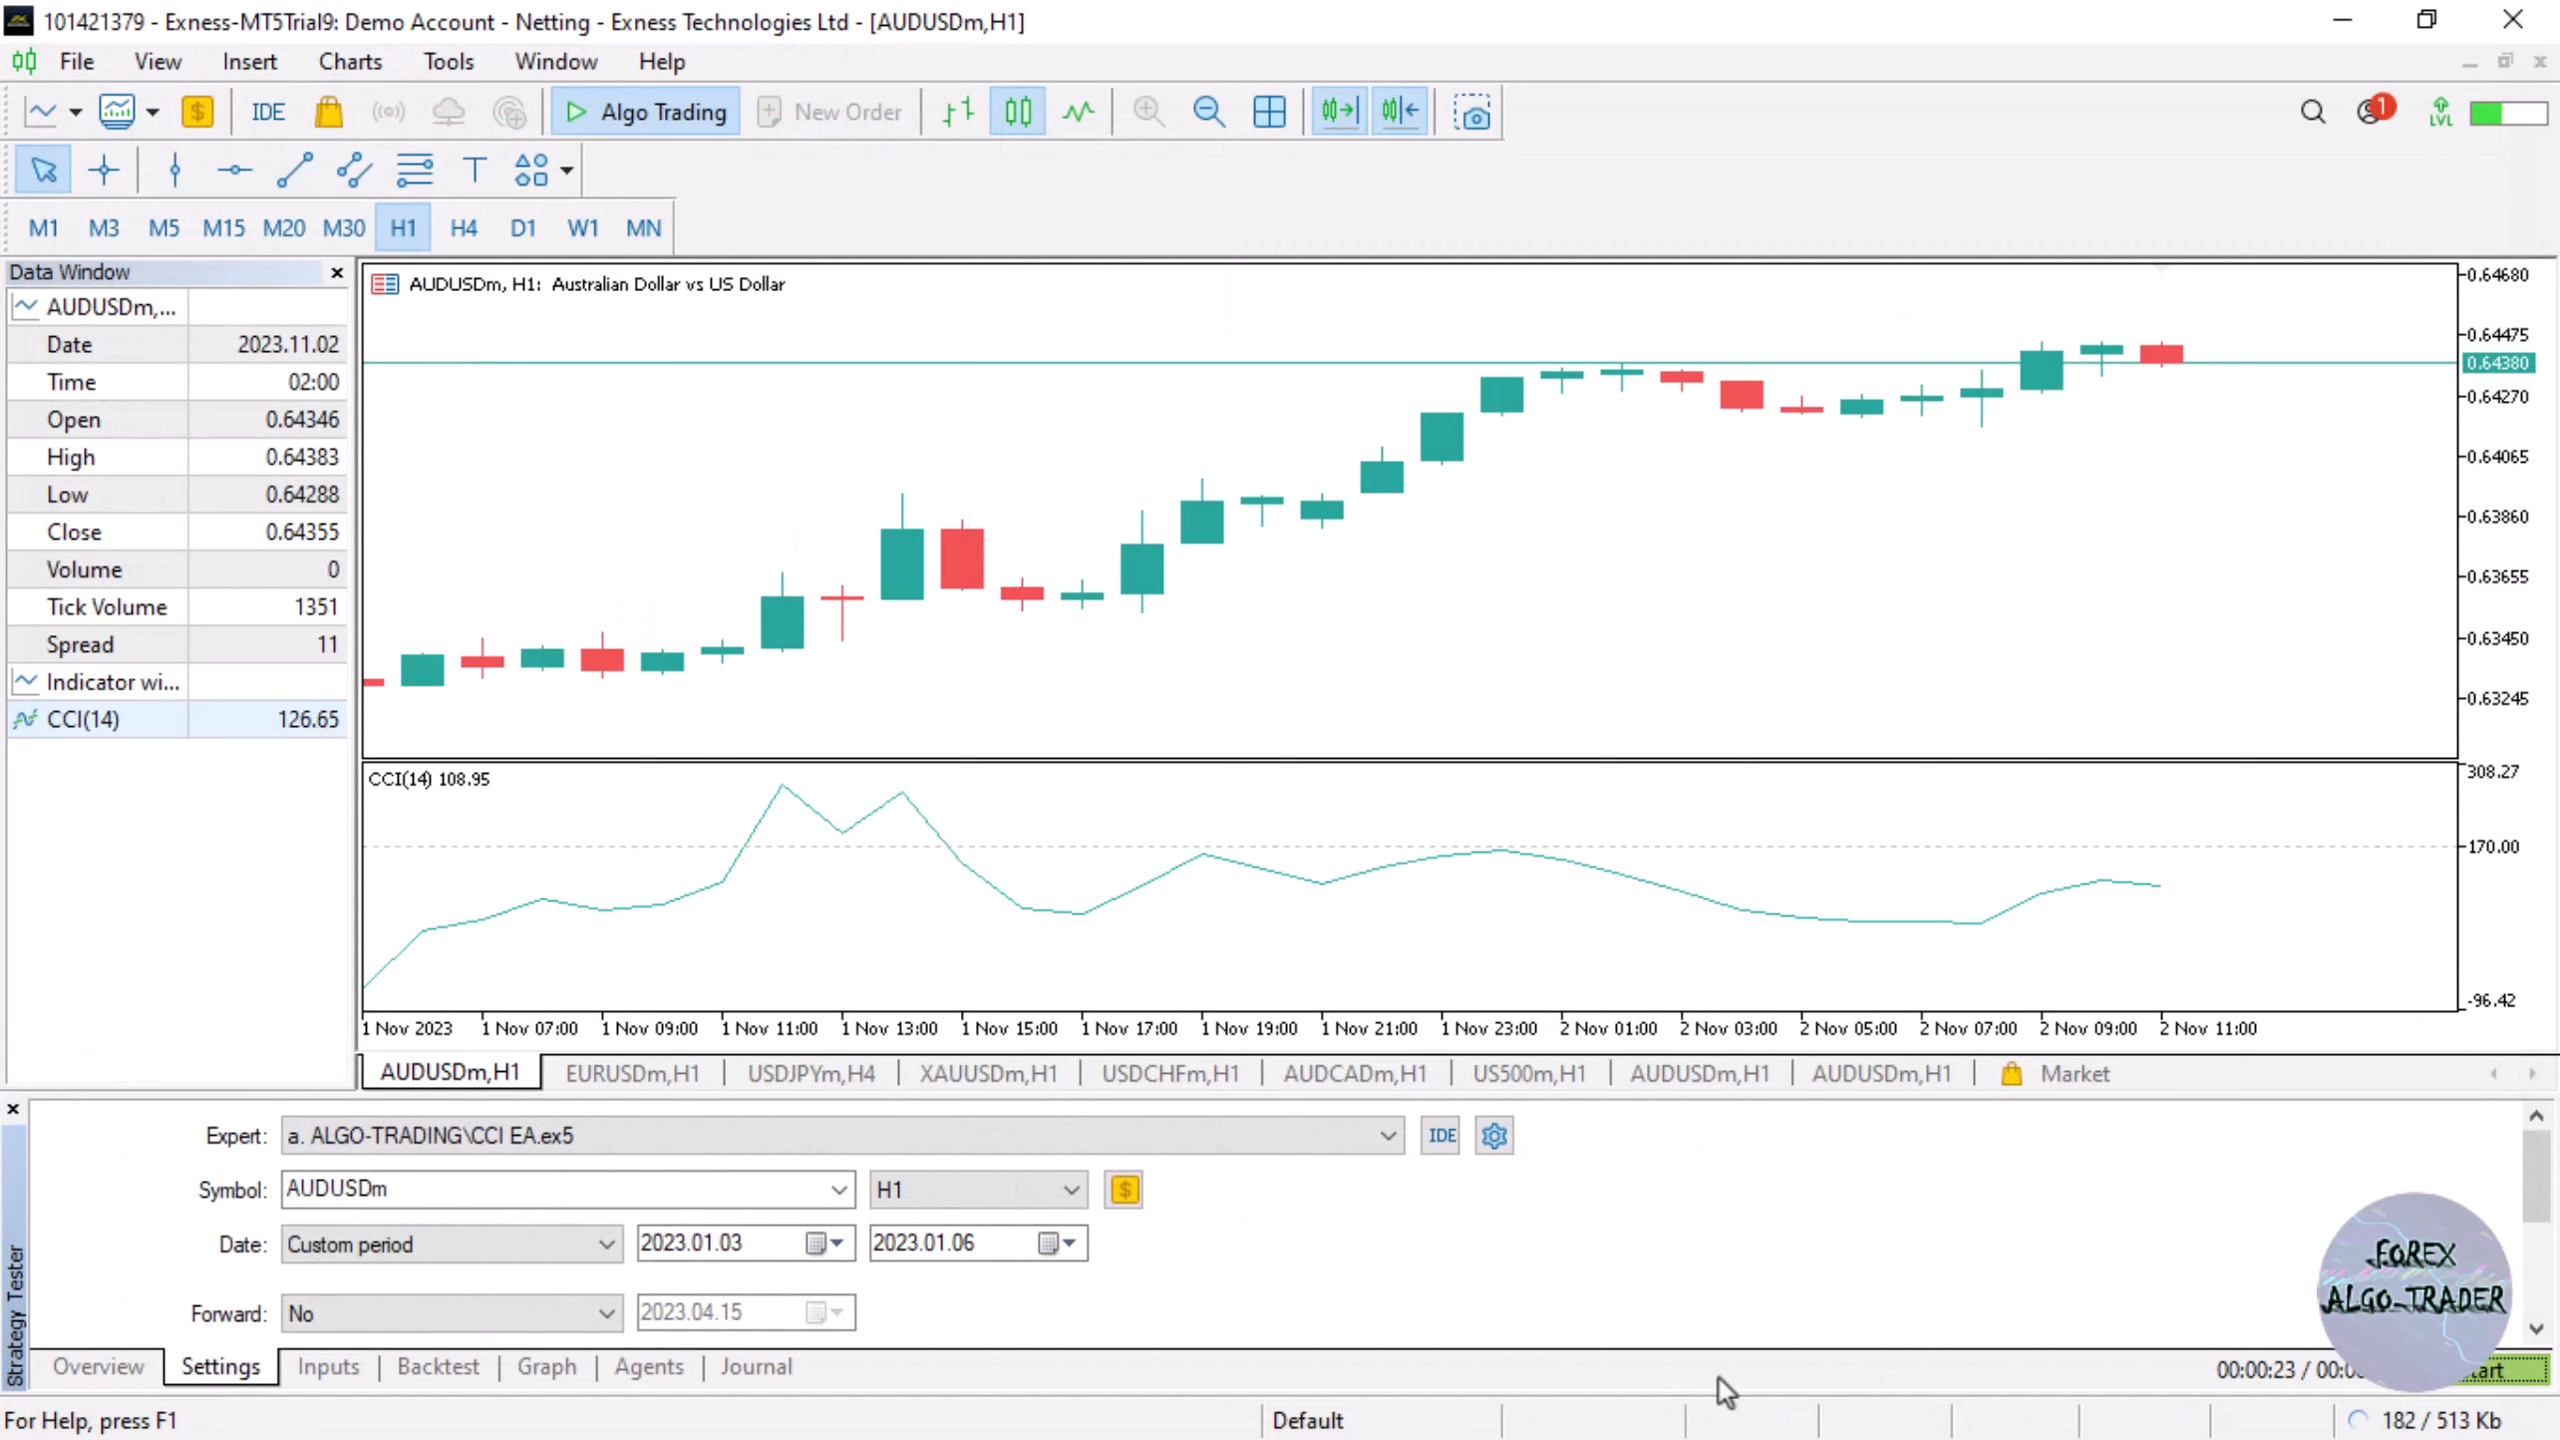 101421379 - Exness-MT5Trial9: Demo Account - Netting - Exness Technologies Ltd - [AUDUSDm,H1]
File View Insert Charts Tools Window Help
IDE Algo Trading New Order 1 LVL
T
M1 M3 M5 M15 M20 M30 H1 H4 D1 W1 MN
Data Window
AUDUSDm,...
Date 2023.11.02
Time 02:00
Open 0.64346
High 0.64383
Low 0.64288
Close 0.64355
Volume 0
Tick Volume 1351
Spread 11
Indicator wi...
CCI(14) 126.65
AUDUSDm, H1: Australian Dollar vs US Dollar
0.64680
0.64475
0.64380
0.64270
0.64065
0.63860
0.63655
0.63450
0.63245
CCI(14) 108.95
308.27
170.00
-96.42
1 Nov 2023 1 Nov 07:00 1 Nov 09:00 1 Nov 11:00 1 Nov 13:00 1 Nov 15:00 1 Nov 17:00 1 Nov 19:00 1 Nov 21:00 1 Nov 23:00 2 Nov 01:00 2 Nov 03:00 2 Nov 05:00 2 Nov 07:00 2 Nov 09:00 2 Nov 11:00
AUDUSDm,H1 EURUSDm,H1 USDJPYm,H4 XAUUSDm,H1 USDCHFm,H1 AUDCADm,H1 US500m,H1 AUDUSDm,H1 AUDUSDm,H1 Market
Strategy Tester
Expert: a. ALGO-TRADING\CCI EA.ex5 IDE
Symbol: AUDUSDm H1
Date: Custom period 2023.01.03 2023.01.06
Forward: No 2023.04.15
FOREX
ALGO-TRADER
Overview Settings Inputs Backtest Graph Agents Journal
00:00:23 /
For Help, press F1 Default 182 / 513 Kb